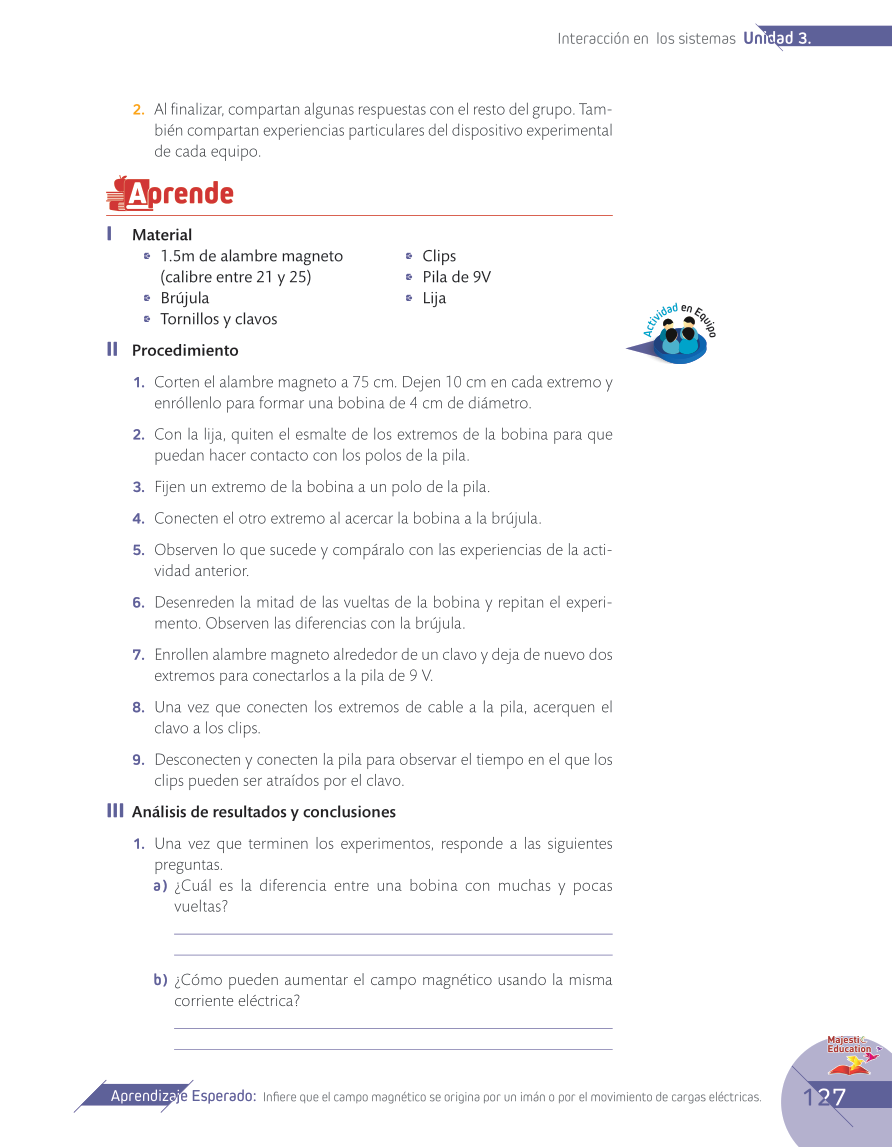 Interacción en los sistemas Unidad 3.
2. Al finalizar, compartan algunas respuestas con el resto del grupo. Tam-
bién compartan experiencias particulares del dispositivo experimental
de cada equipo.
Aprende
I Material
1.5m de alambre magneto
(calibre entre 21 y 25)
Brújula
Tornillos y clavos
Clips
Pila de 9V
Lija
Actividad en Equipo
II Procedimiento
1. Corten el alambre magneto a 75 cm. Dejen 10 cm en cada extremo y
enróllenlo para formar una bobina de 4 cm de diámetro.
2. Con la lija, quiten el esmalte de los extremos de la bobina para que
puedan hacer contacto con los polos de la pila.
3. Fijen un extremo de la bobina a un polo de la pila.
4. Conecten el otro extremo al acercar la bobina a la brújula.
5. Observen lo que sucede y compáralo con las experiencias de la acti-
vidad anterior.
6. Desenreden la mitad de las vueltas de la bobina y repitan el experi-
mento. Observen las diferencias con la brújula.
7. Enrollen alambre magneto alrededor de un clavo y deja de nuevo dos
extremos para conectarlos a la pila de 9 V.
8. Una vez que conecten los extremos de cable a la pila, acerquen el
clavo a los clips.
9. Desconecten y conecten la pila para observar el tiempo en el que los
clips pueden ser atraídos por el clavo.
III Análisis de resultados y conclusiones
1. Una vez que terminen los experimentos, responde a las siguientes
preguntas.
a) ¿Cuál es la diferencia entre una bobina con muchas y pocas
vueltas?
b) ¿Cómo pueden aumentar el campo magnético usando la misma
corriente eléctrica?
Majestic
Education
Aprendizaje Esperado: Infiere que el campo magnético se origina por un imán o por el movimiento de cargas eléctricas.
127